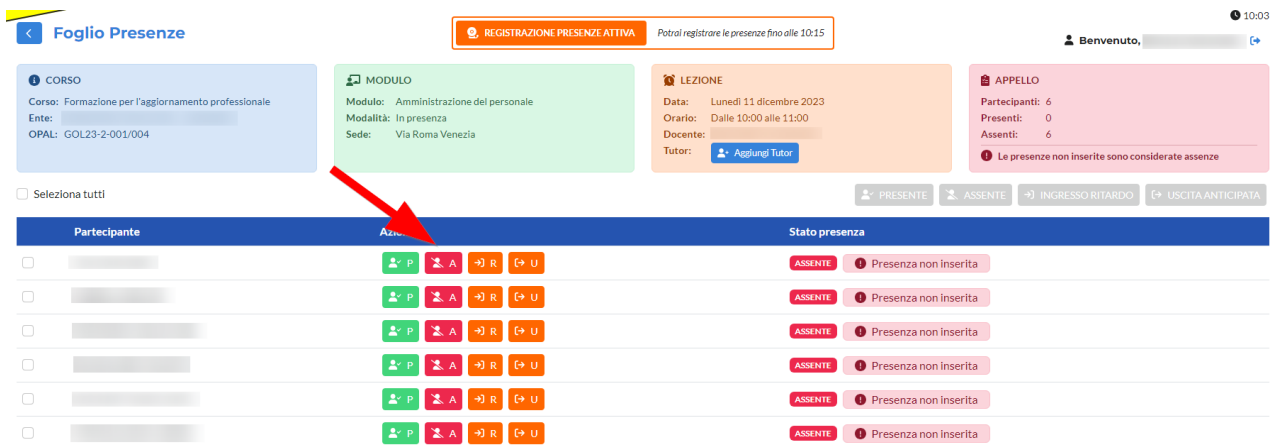 10:03
Foglio Presenze
REGISTRAZIONE PRESENZE ATTIVA
Potrai registrare le presenze fino alle 10:15
Benvenuto,
CORSO
Corso: Formazione per l'aggiornamento professionale
Ente:
OPAL: GOL23-2-001/004
MODULO
Modulo: Amministrazione del personale
Modalità: In presenza
Sede: Via Roma Venezia
LEZIONE
Data: Lunedì 11 dicembre 2023
Orario: Dalle 10:00 alle 11:00
Docente:
Tutor: Aggiungi Tutor
APPELLO
Partecipanti: 6
Presenti: 0
Assenti: 6
Le presenze non inserite sono considerate assenze
Seleziona tutti
PRESENTE ASSENTE INGRESSO RITARDO USCITA ANTICIPATA
Partecipante Stato presenza
P A R U ASSENTE Presenza non inserita
P A R U ASSENTE Presenza non inserita
P A R U ASSENTE Presenza non inserita
P A R U ASSENTE Presenza non inserita
P A R U ASSENTE Presenza non inserita
P A R U ASSENTE Presenza non inserita